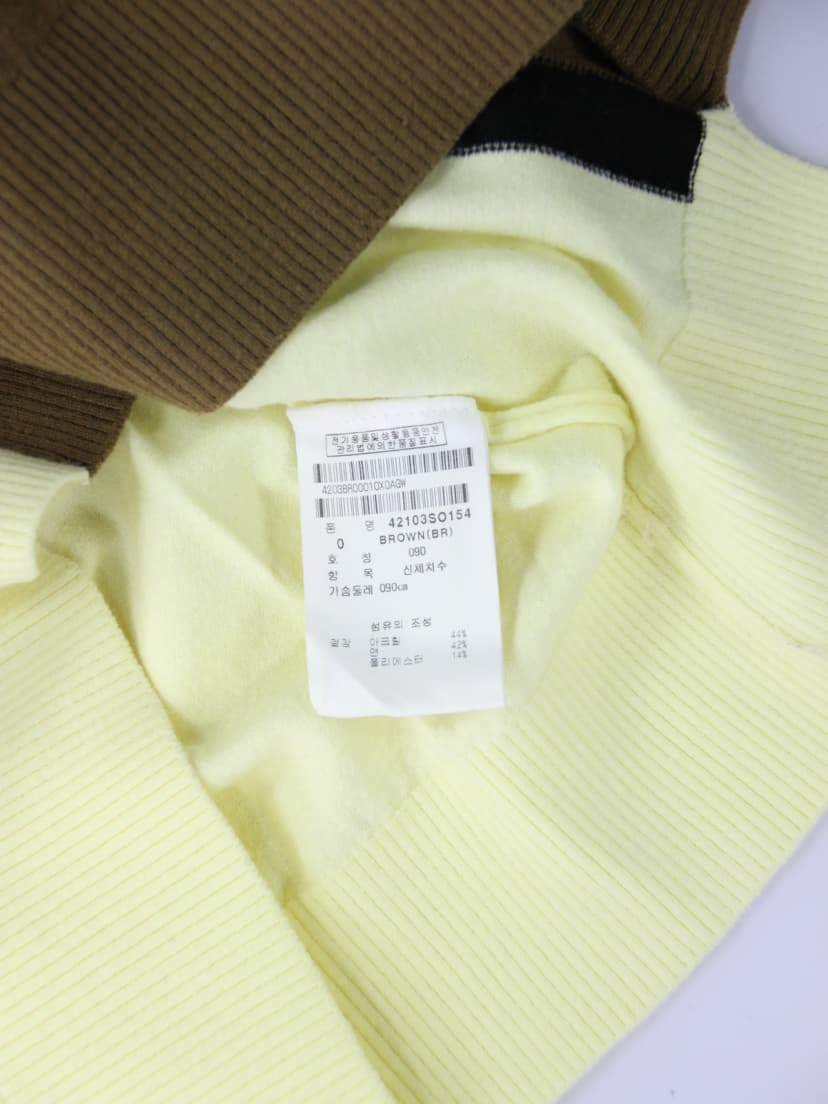 전기용품및생활용품안전
관리법에의한품질표시
4203BR00010X0AGW
품 명 42103SO154
0 BROWN(BR)
호 칭 090
항 목 신체치수
가슴둘레 090㎝
섬유의 조성
겉감 아크릴 44%
면 42%
폴리에스터 14%